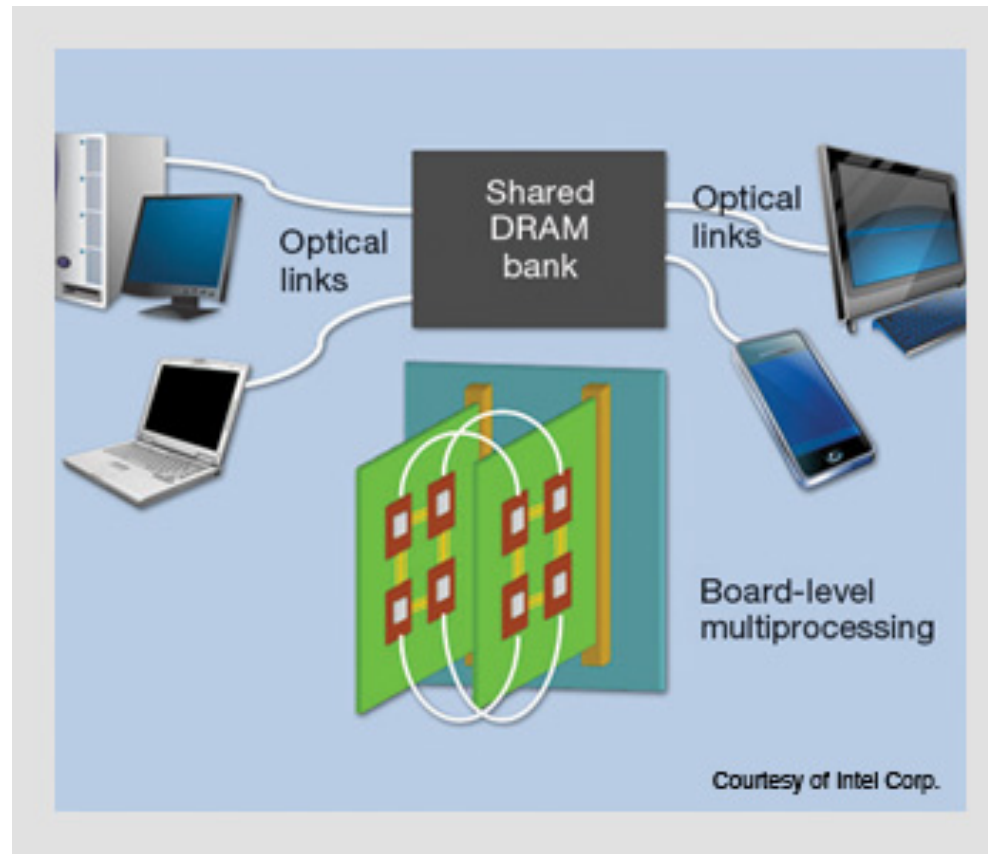 Shared
DRAM
bank
Optical
links
Optical
links
Board-level
multiprocessing
Courtesy of Intel Corp.